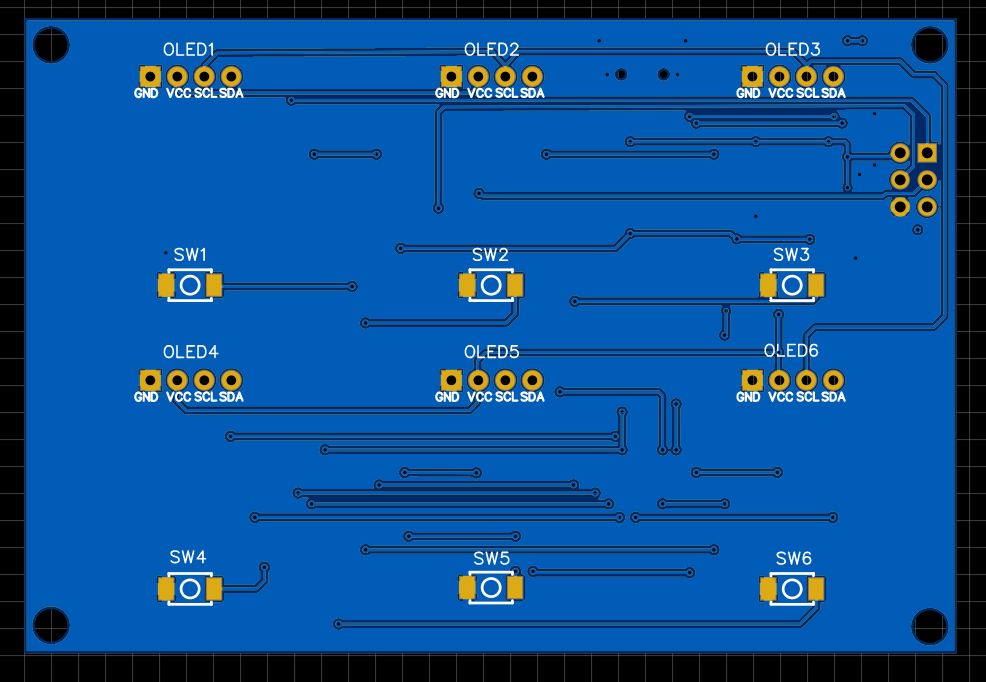 OLED1 OLED2 OLED3
GND VCC SCL SDA GND VCC SCL SDA GND VCC SCL SDA
SW1 SW2 SW3
OLED4 OLED5 OLED6
GND VCC SCL SDA GND VCC SCL SDA GND VCC SCL SDA
SW4 SW5 SW6